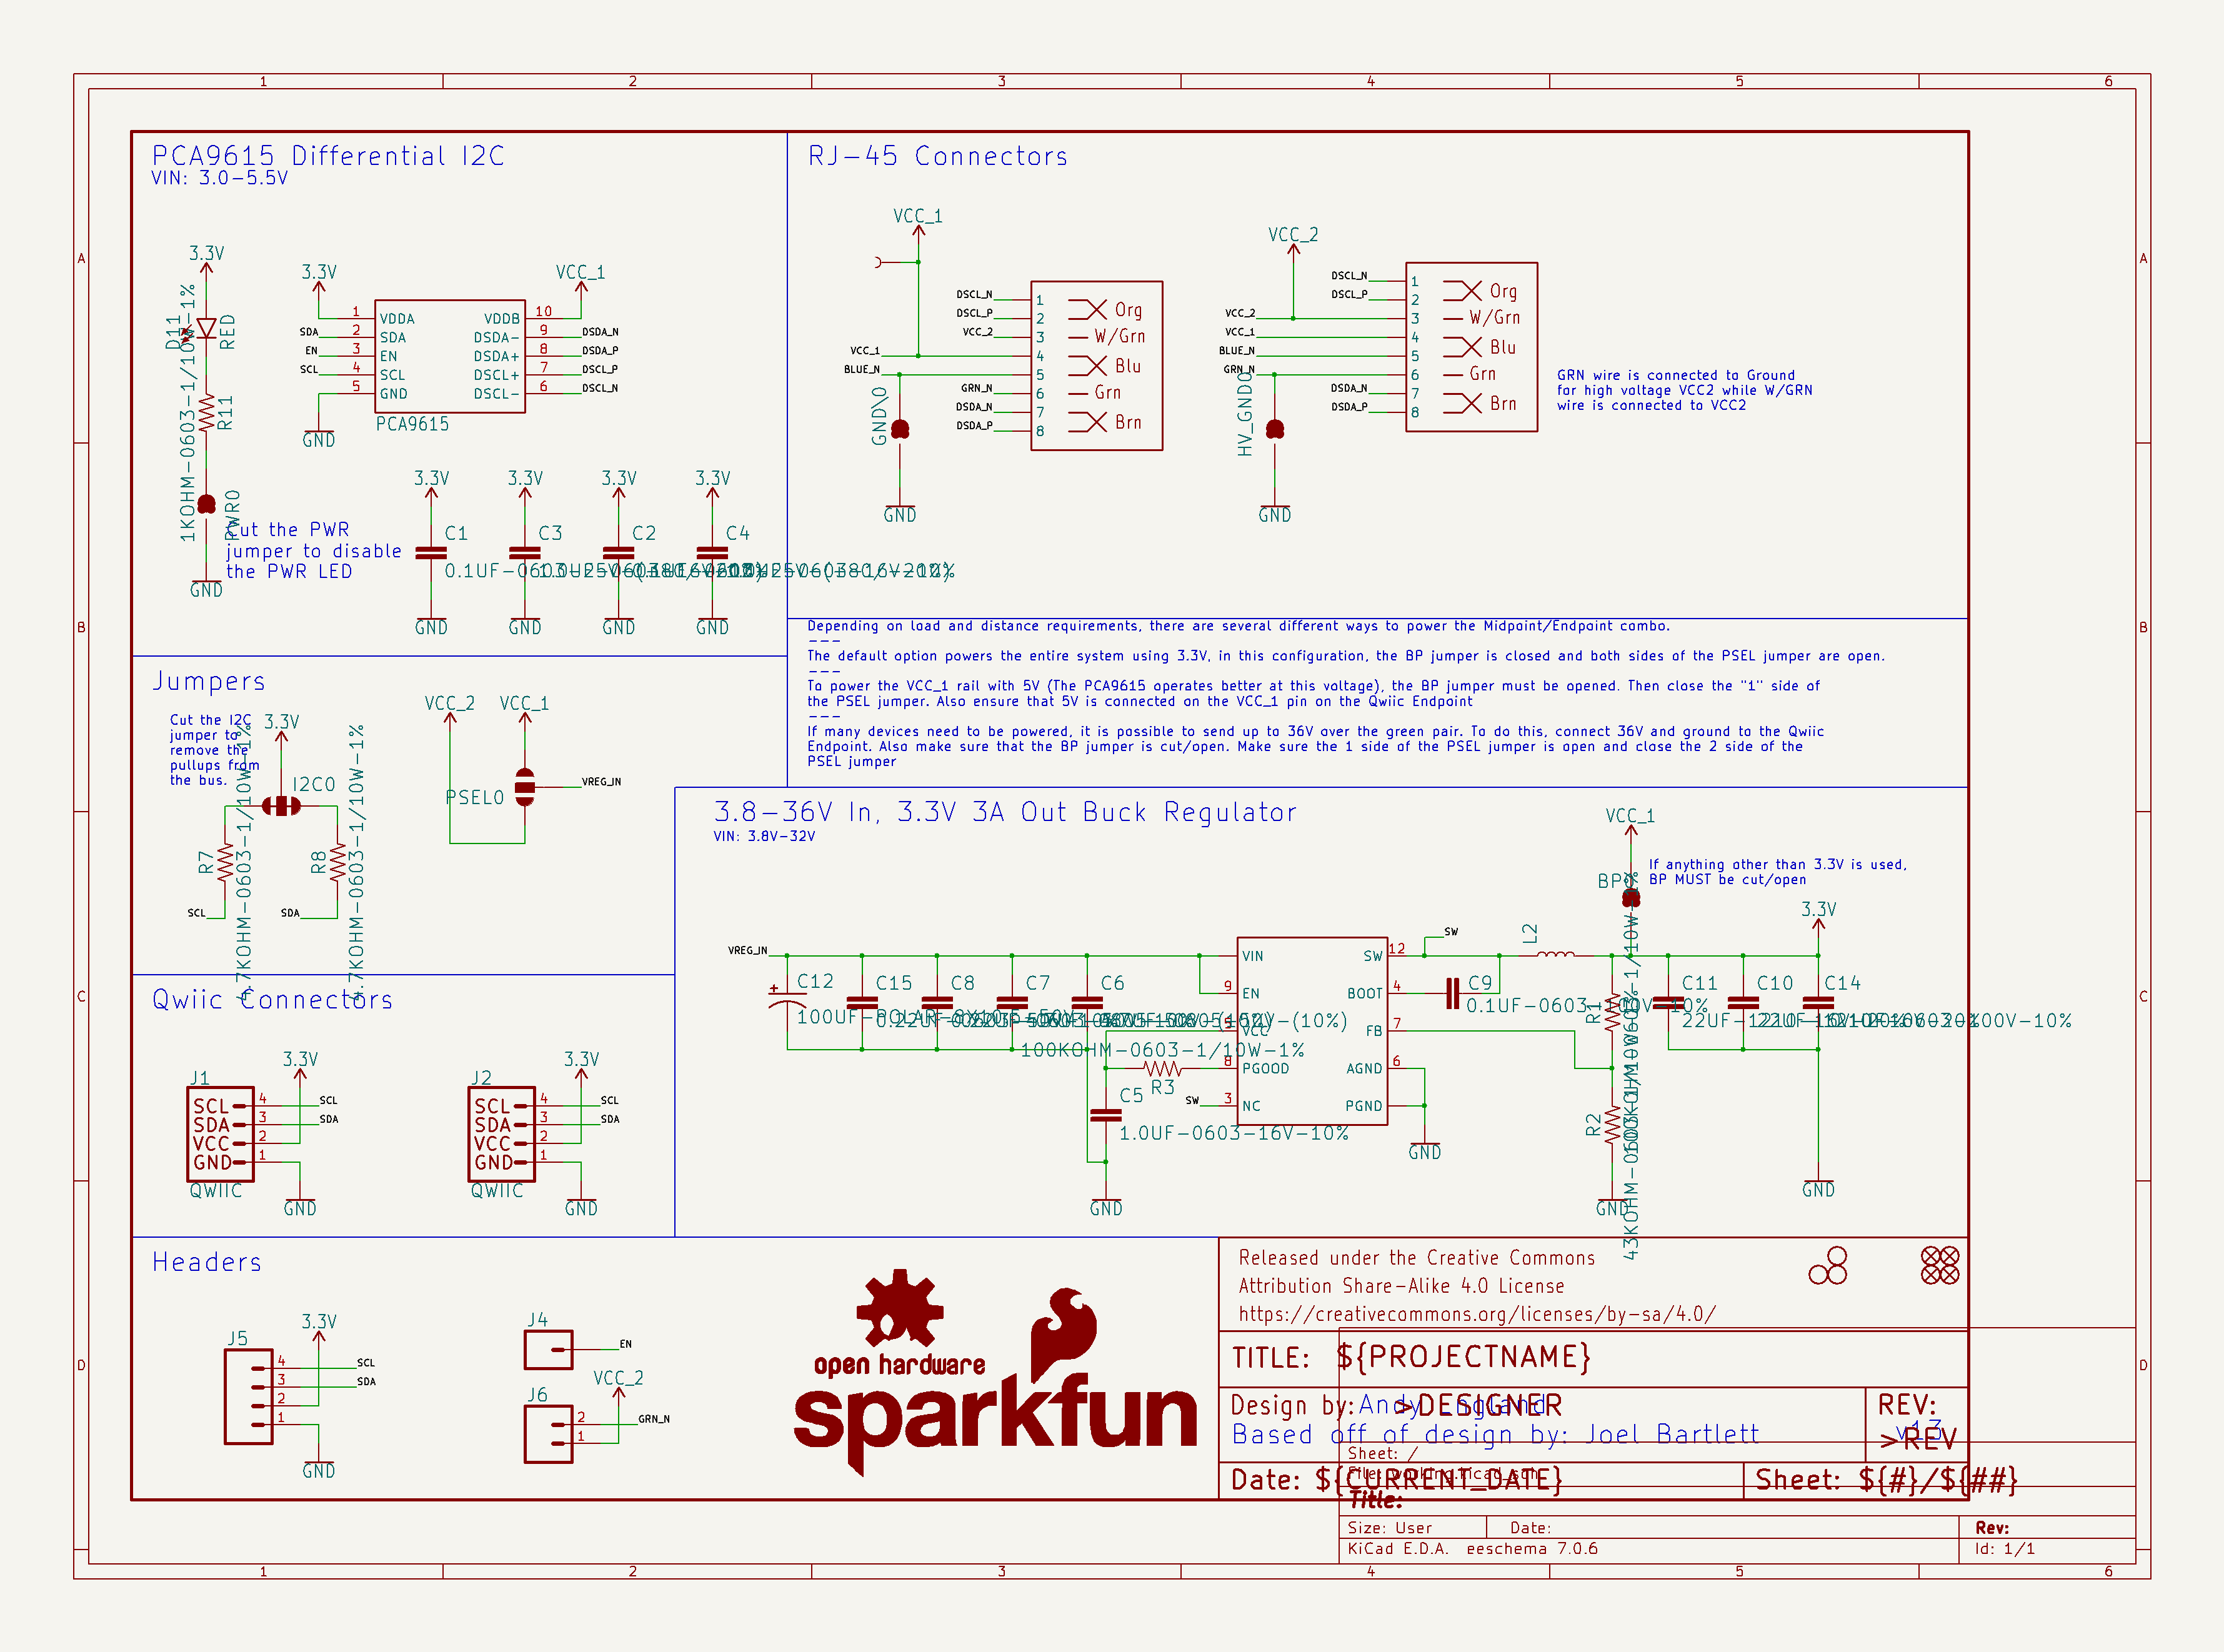 1 2 3 4 5 6
A
B
C
D
PCA9615 Differential I2C
VIN: 3.0-5.5V
3.3V
D11
RED
1KOHM-0603-1/10W-1%
R11
PWR0
GND
Cut the PWR
jumper to disable
the PWR LED
3.3V
VCC_1
1 VDDA VDDB 10
SDA 2 SDA DSDA- 9 DSDA_N
EN 3 EN DSDA+ 8 DSDA_P
SCL 4 SCL DSCL+ 7 DSCL_P
5 GND DSCL- 6 DSCL_N
PCA9615
GND
3.3V 3.3V 3.3V 3.3V
C1 C3 C2 C4
GND GND GND GND
RJ-45 Connectors
VCC_1
DSCL_N 1 Org
DSCL_P 2
VCC_2 3 W/Grn
VCC_1 4 Blu
BLUE_N 5
GRN_N 6 Grn
DSDA_N 7 Brn
DSDA_P 8
GND\0
GND
VCC_2
DSCL_N 1 Org
DSCL_P 2
VCC_2 3 W/Grn
VCC_1 4 Blu
BLUE_N 5
GRN_N 6 Grn
DSDA_N 7 Brn
DSDA_P 8
HV_GND0
GND
GRN wire is connected to Ground
for high voltage VCC2 while W/GRN
wire is connected to VCC2
Depending on load and distance requirements, there are several different ways to power the Midpoint/Endpoint combo.
---
The default option powers the entire system using 3.3V, in this configuration, the BP jumper is closed and both sides of the PSEL jumper are open.
---
To power the VCC_1 rail with 5V (The PCA9615 operates better at this voltage), the BP jumper must be opened. Then close the "1" side of
the PSEL jumper. Also ensure that 5V is connected on the VCC_1 pin on the Qwiic Endpoint
---
If many devices need to be powered, it is possible to send up to 36V over the green pair. To do this, connect 36V and ground to the Qwiic
Endpoint. Also make sure that the BP jumper is cut/open. Make sure the 1 side of the PSEL jumper is open and close the 2 side of the
PSEL jumper
Jumpers
Cut the I2C
jumper to
remove the
pullups from
the bus.
3.3V
I2C0
R7
4.7KOHM-0603-1/10W-1%
R8
4.7KOHM-0603-1/10W-1%
SCL SDA
VCC_2 VCC_1
PSEL0
VREG_IN
3.8-36V In, 3.3V 3A Out Buck Regulator
VIN: 3.8V-32V
VCC_1
If anything other than 3.3V is used,
BP MUST be cut/open
BP0
3.3V
VREG_IN
C12 C15 C8 C7 C6
100UF-POLAR-8X10.5-50V
VIN SW 12 SW
9 EN BOOT 4
5 VCC FB 7
8 PGOOD AGND 6
SW 3 NC PGND
100KOHM-0603-1/10W-1%
R3
C5
1.0UF-0603-16V-10%
GND
GND
L2
C9
0.1UF-0603-100V-10%
R1
R2
GND
C11 C10 C14
GND
Qwiic Connectors
3.3V
J1
SCL 4 SCL
SDA 3 SDA
VCC 2
GND 1
QWIIC
GND
3.3V
J2
SCL 4 SCL
SDA 3 SDA
VCC 2
GND 1
QWIIC
GND
Headers
3.3V
J5
4 SCL
3 SDA
2
1
GND
J4
EN
VCC_2
J6
2 GRN_N
1
open hardware
sparkfun
Released under the Creative Commons
Attribution Share-Alike 4.0 License
https://creativecommons.org/licenses/by-sa/4.0/
TITLE: ${PROJECTNAME}
Design by: Andy England
>DESIGNER
Based off of design by: Joel Bartlett
REV:
v13
>REV
Date: ${CURRENT_DATE}
Sheet: ${#}/${##}
Sheet: /
File: working.kicad_sch
Title:
Size: User Date: Rev:
KiCad E.D.A. eeschema 7.0.6 Id: 1/1
1 2 3 4 5 6